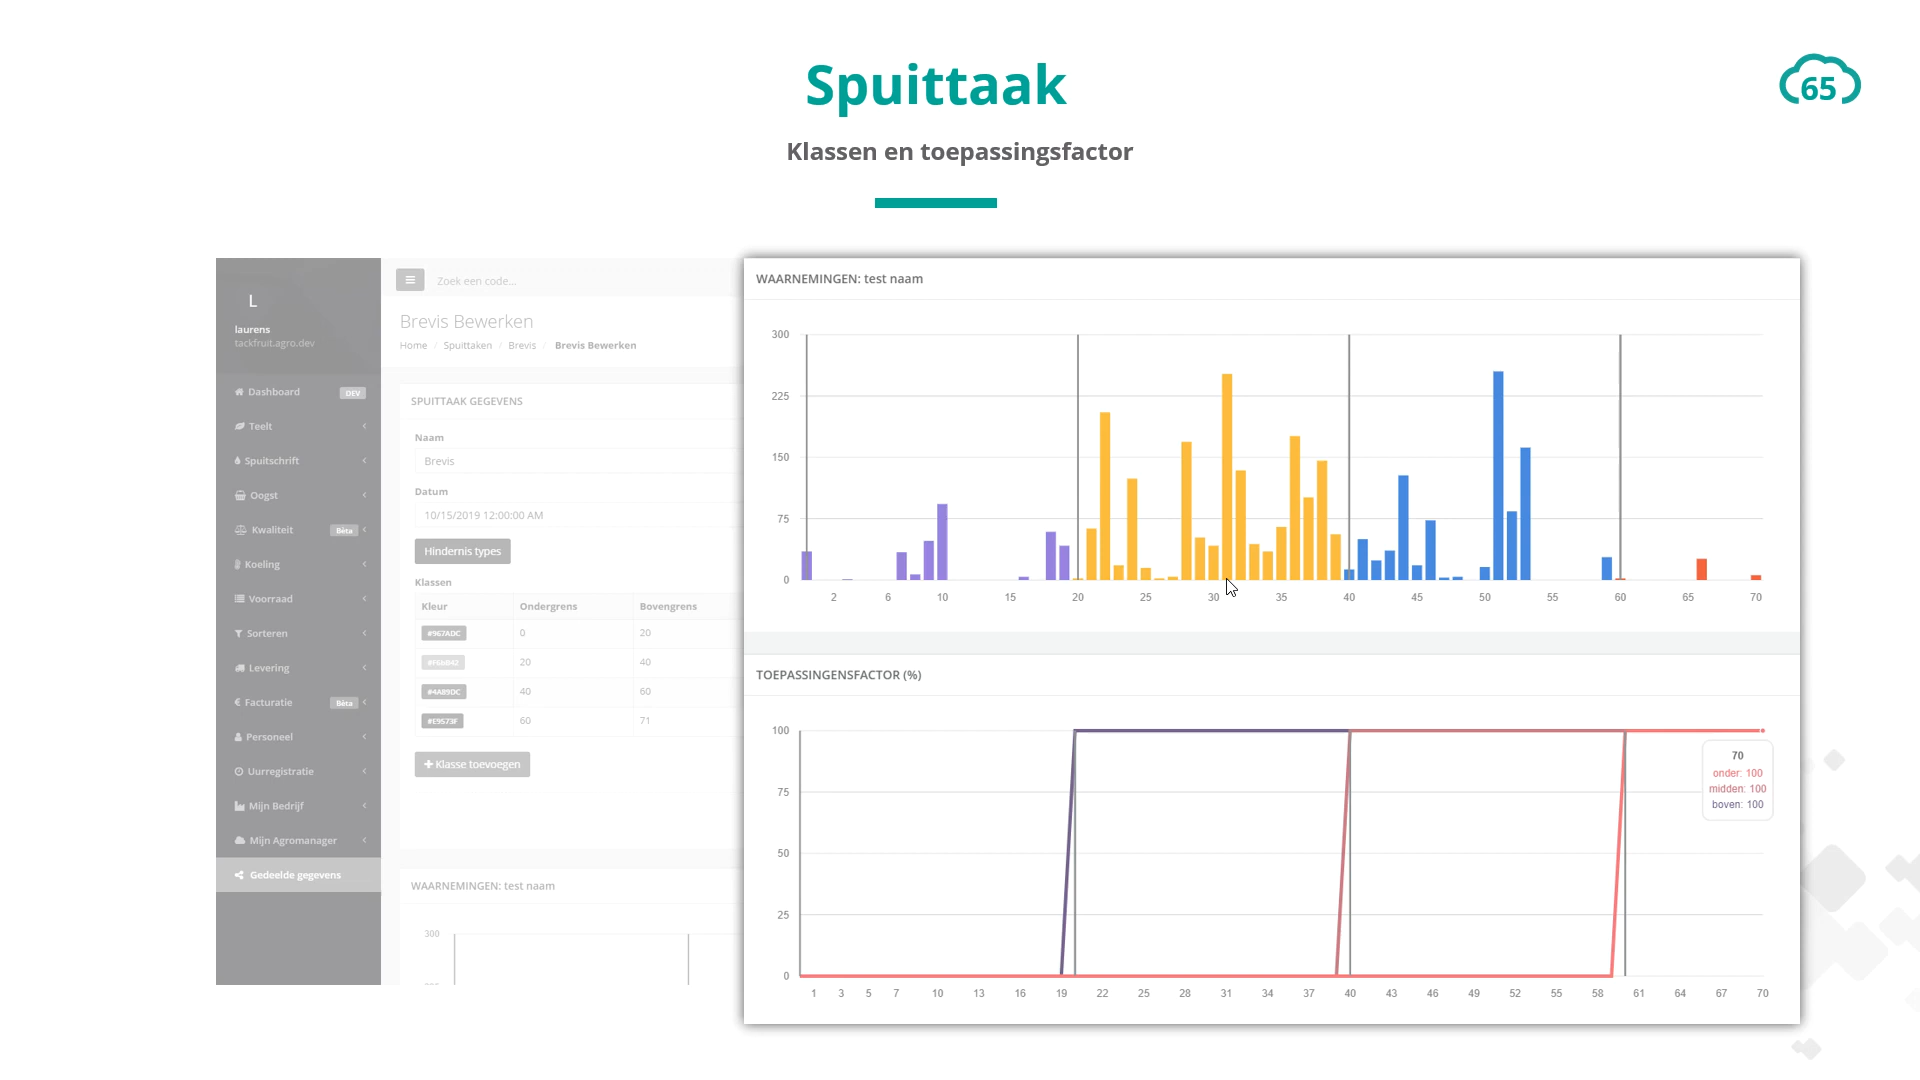 Spuittaak
65
Klassen en toepassingsfactor
L
laurens
tackfruit.agro.dev
Dashboard DEV
Teelt
Spuitschrift
Oogst
Kwaliteit Bèta
Koeling
Voorraad
Sorteren
Levering
Facturatie Bèta
Personeel
Uurregistratie
Mijn Bedrijf
Mijn Agromanager
Gedeelde gegevens
Zoek een code...
Brevis Bewerken
Home / Spuittaken / Brevis / Brevis Bewerken
SPUITTAAK GEGEVENS
Naam
Brevis
Datum
10/15/2019 12:00:00 AM
Hindernis types
Klassen
Kleur Ondergrens Bovengrens
#967ADC 0 20
20 40
#4A89DC 40 60
#E9573F 60 71
Klasse toevoegen
WAARNEMINGEN: test naam
300
WAARNEMINGEN: test naam
300
225
150
75
0
2 6 10 15 20 25 30 35 40 45 50 55 60 65 70
TOEPASSINGENSFACTOR (%)
100
75
50
25
0
70
onder: 100
midden: 100
boven: 100
1 3 5 7 10 13 16 19 22 25 28 31 34 37 40 43 46 49 52 55 58 61 64 67 70